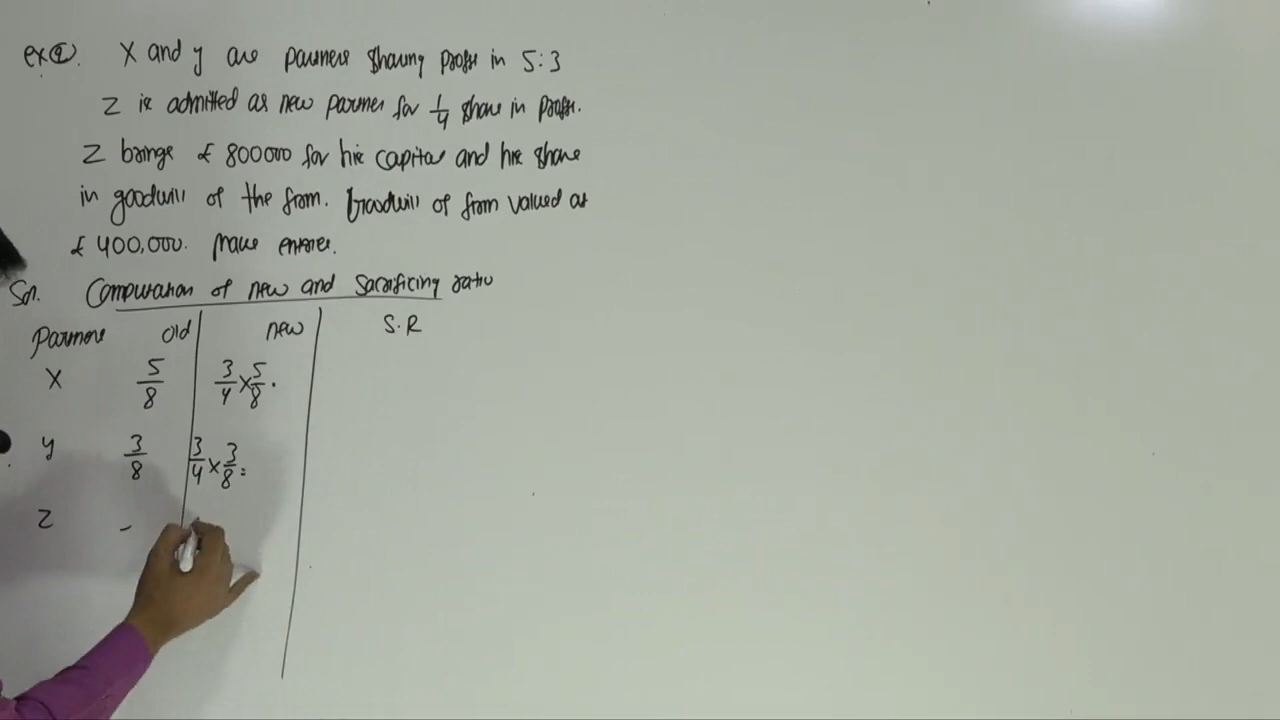 ex②. X and y are partners sharing profit in 5:3
Z is admitted as new partner for 1/4 share in profit.
Z brings £ 800000 for his capital and his share
in goodwill of the firm. Goodwill of firm valued at
£ 400,000. Make entries.
Sol. Computation of new and Sacrificing ratio
Partners old new S.R
X 5/8 3/4 × 5/8 .
y 3/8 3/4 × 3/8 =
Z –